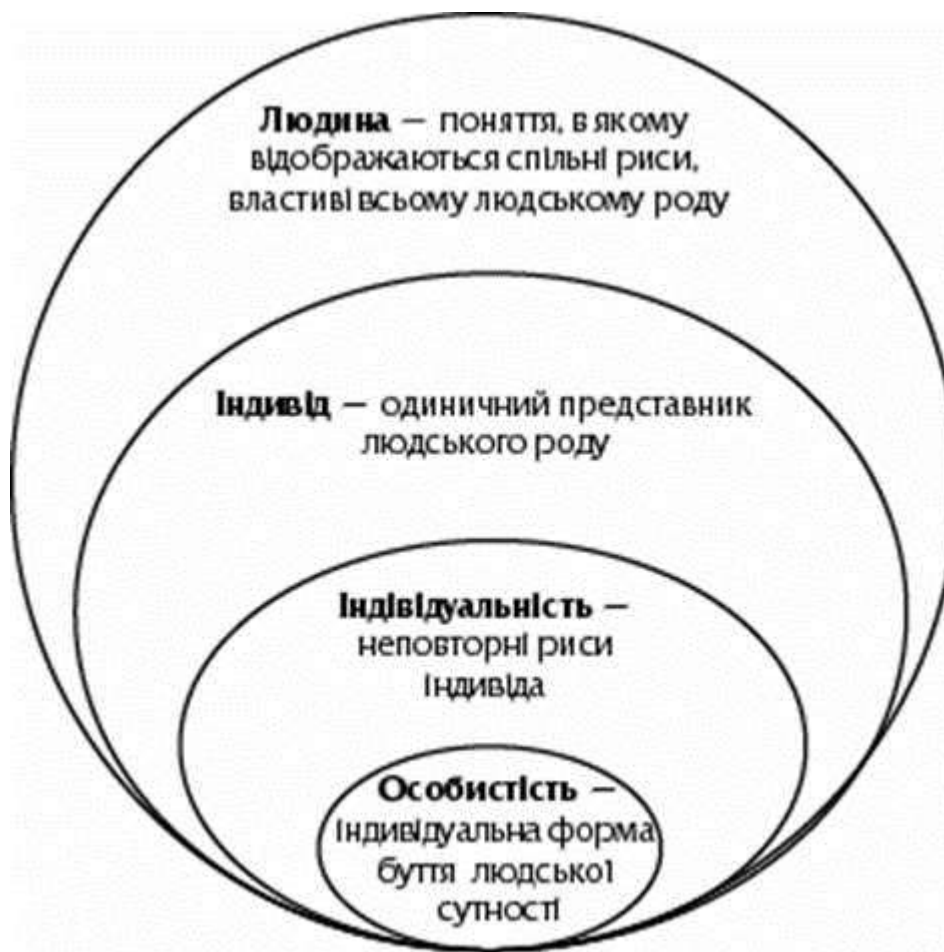 Людина — поняття, в якому
відображаються спільні риси,
властиві всьому людському роду
Індивід — одиничний представник
людського роду
Індівідуальність —
неповторні риси
індивіда
Особистість —
індивідуальна форма
буття людської
сутності